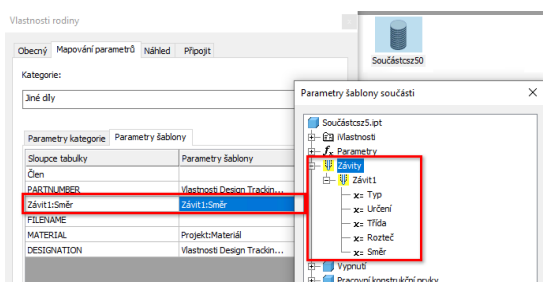 Vlastnosti rodiny
Obecný Mapování parametrů Náhled Připojit
Kategorie:
Jiné díly
Parametry kategorie Parametry šablony
Sloupce tabulky Parametry šablony
Člen
PARTNUMBER Vlastnosti Design Trackin...
Závit1:Směr Závit1:Směr
FILENAME
MATERIAL Projekt:Materiál
DESIGNATION Vlastnosti Design Trackin...
Součástcsz50
Parametry šablony součásti
Součástcsz5.ipt
iVlastnosti
fx Parametry
Závity
Závit1
x= Typ
x= Určení
x= Třída
x= Rozteč
x= Směr
Vypnutí
Pracovní konstrukční prvky